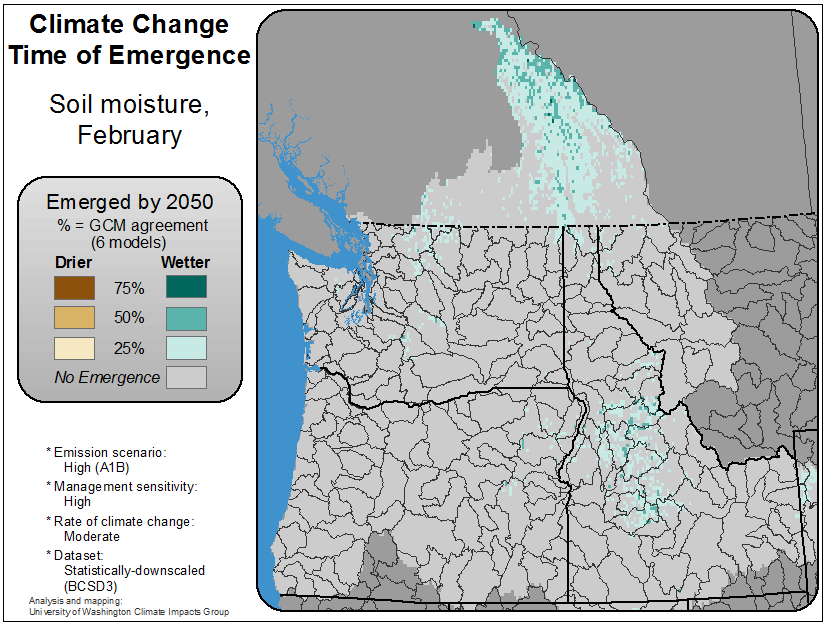 Climate Change
Time of Emergence
Soil moisture,
February
Emerged by 2050
% = GCM agreement
(6 models)
Drier Wetter
75%
50%
25%
No Emergence
* Emission scenario:
High (A1B)
* Management sensitivity:
High
* Rate of climate change:
Moderate
* Dataset:
Statistically-downscaled
(BCSD3)
Analysis and mapping:
University of Washington Climate Impacts Group